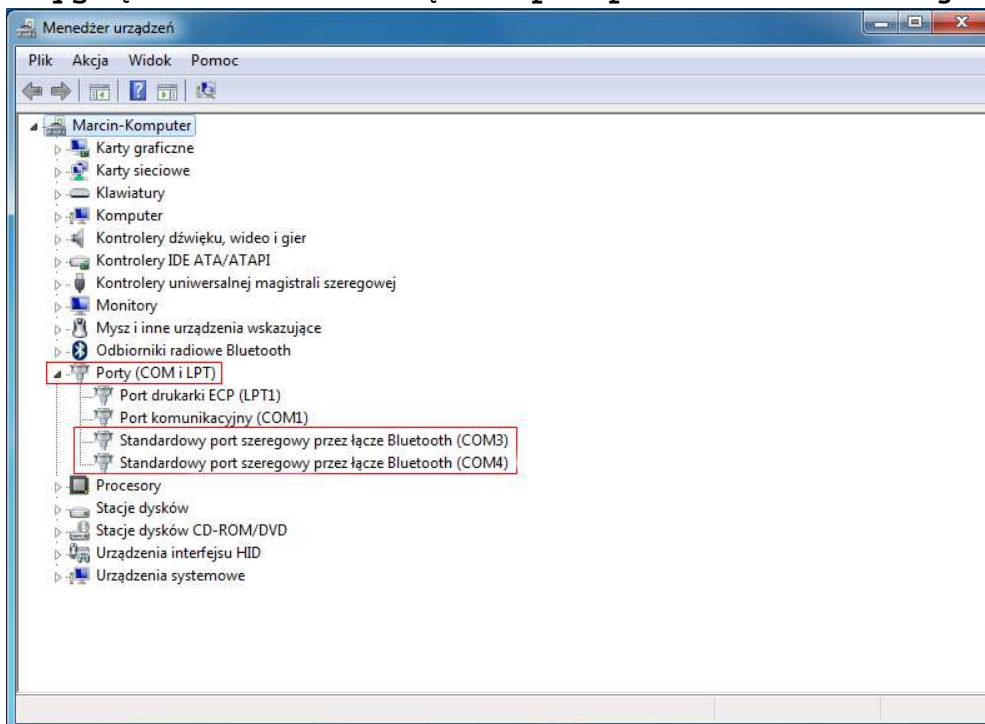 Menedżer urządzeń
Plik Akcja Widok Pomoc
Marcin-Komputer
Karty graficzne
Karty sieciowe
Klawiatury
Komputer
Kontrolery dźwięku, wideo i gier
Kontrolery IDE ATA/ATAPI
Kontrolery uniwersalnej magistrali szeregowej
Monitory
Mysz i inne urządzenia wskazujące
Odbiorniki radiowe Bluetooth
Porty (COM i LPT)
Port drukarki ECP (LPT1)
Port komunikacyjny (COM1)
Standardowy port szeregowy przez łącze Bluetooth (COM3)
Standardowy port szeregowy przez łącze Bluetooth (COM4)
Procesory
Stacje dysków
Stacje dysków CD-ROM/DVD
Urządzenia interfejsu HID
Urządzenia systemowe